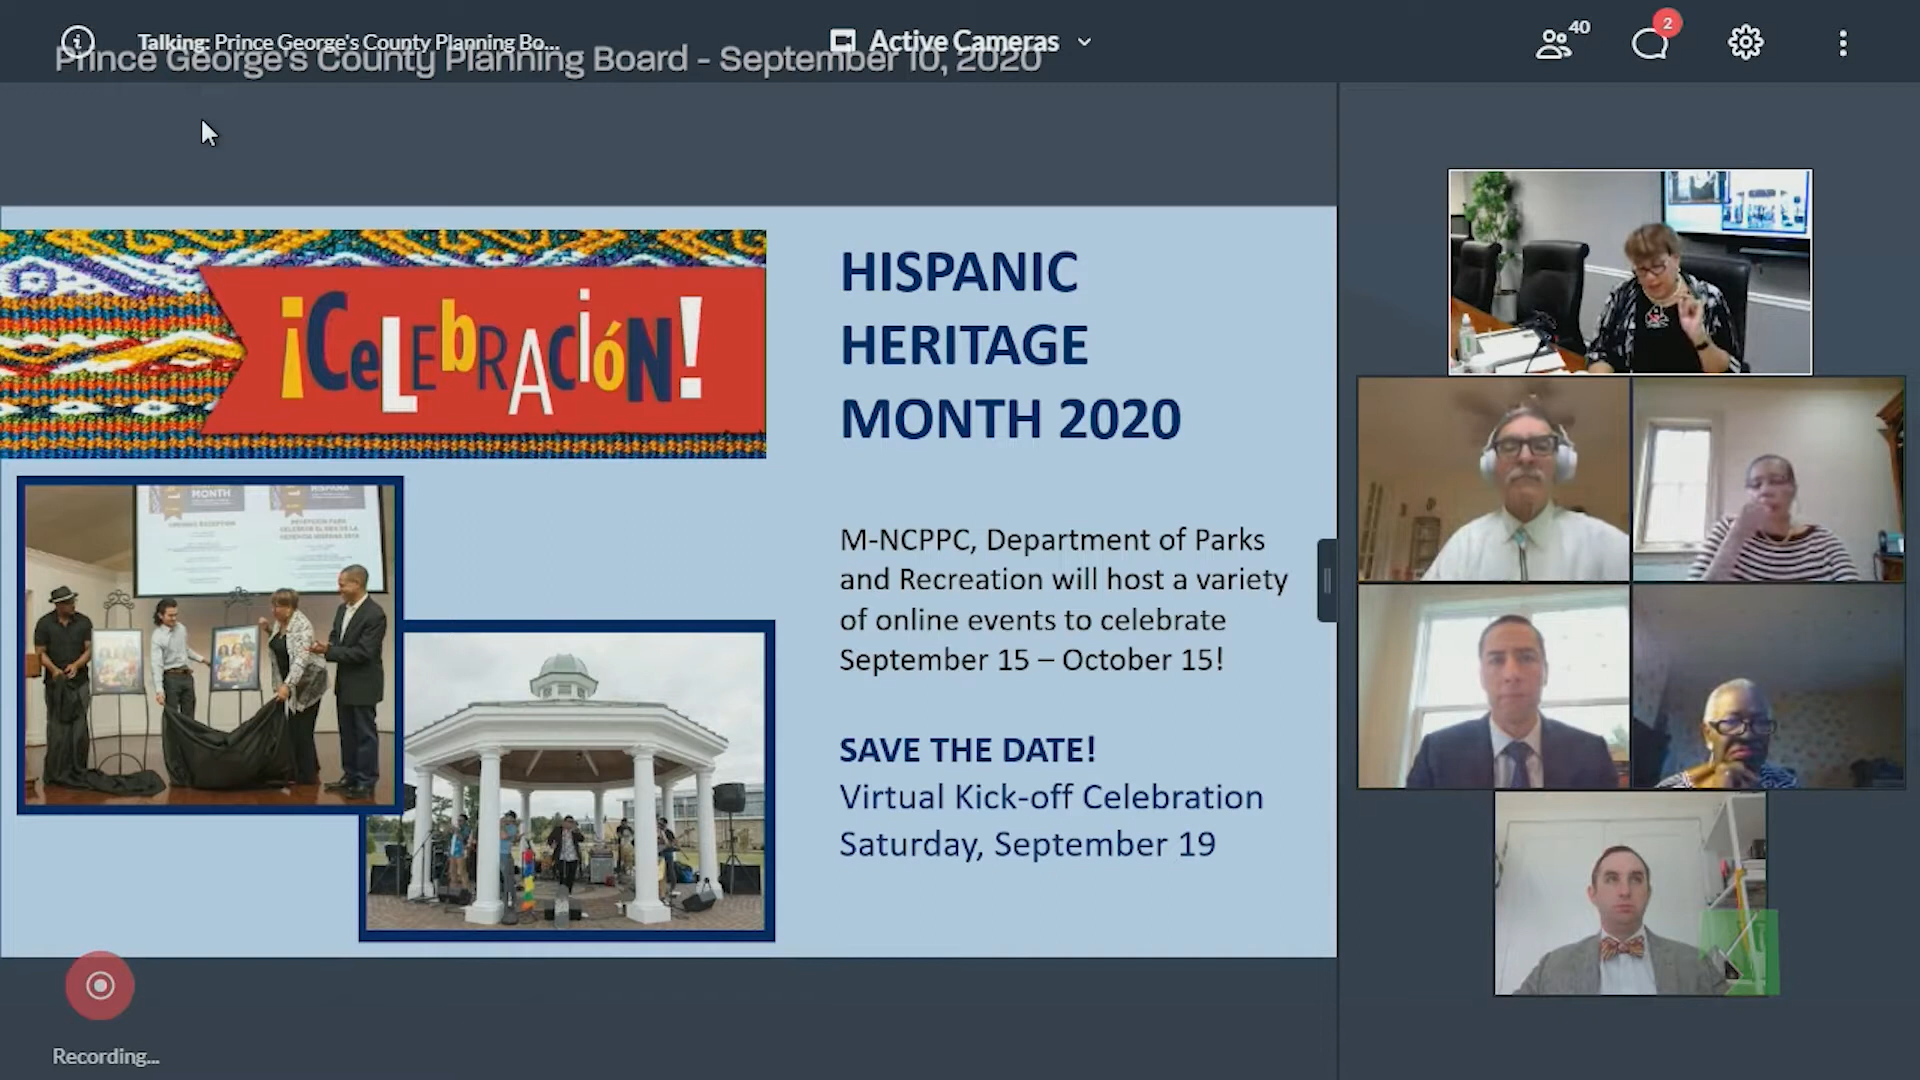 Talking: Prince George's County Planning Bo...
Prince George's County Planning Board - September 10, 2020
Active Cameras
40
2
¡CeLEbRACIóN!
HISPANIC
HERITAGE
MONTH 2020
MONTH
M-NCPPC, Department of Parks
and Recreation will host a variety
of online events to celebrate
September 15 – October 15!
SAVE THE DATE!
Virtual Kick-off Celebration
Saturday, September 19
Recording...